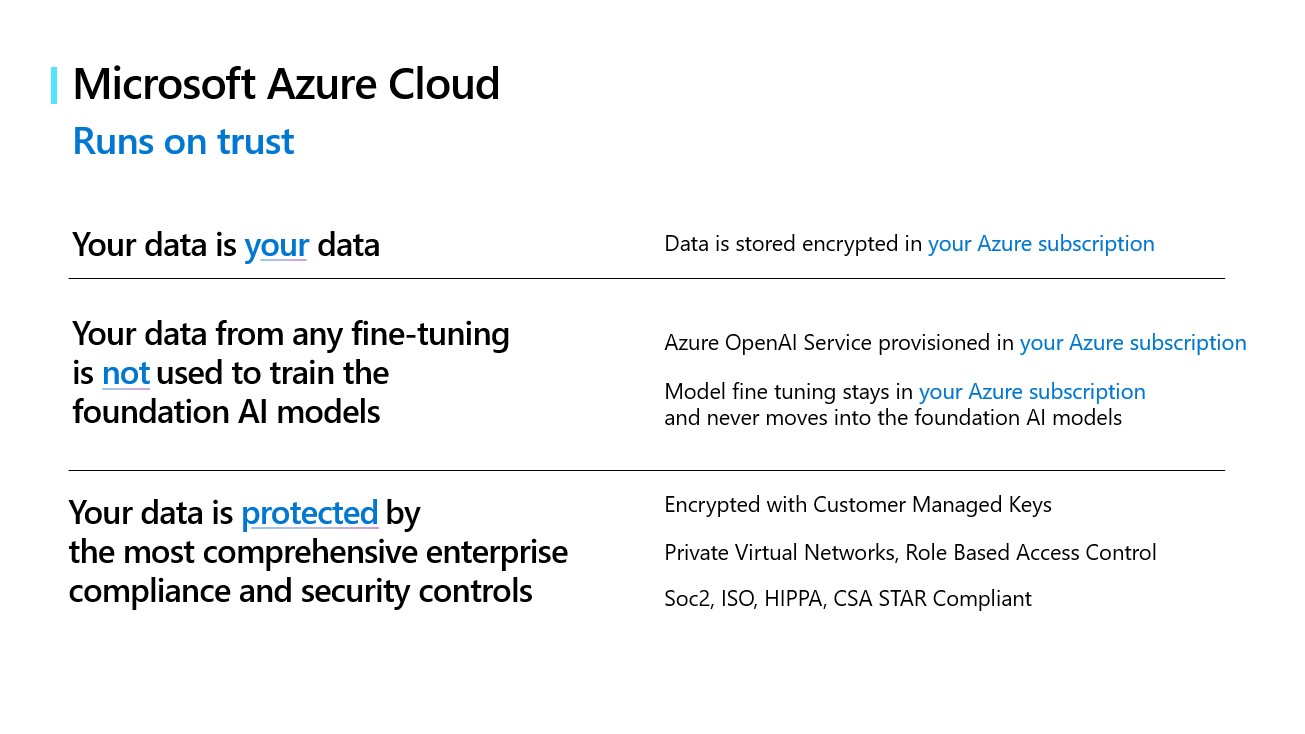 Microsoft Azure Cloud
Runs on trust
Your data is your data
Data is stored encrypted in your Azure subscription
Your data from any fine-tuning
is not used to train the
foundation AI models
Azure OpenAI Service provisioned in your Azure subscription
Model fine tuning stays in your Azure subscription
and never moves into the foundation AI models
Your data is protected by
the most comprehensive enterprise
compliance and security controls
Encrypted with Customer Managed Keys
Private Virtual Networks, Role Based Access Control
Soc2, ISO, HIPPA, CSA STAR Compliant